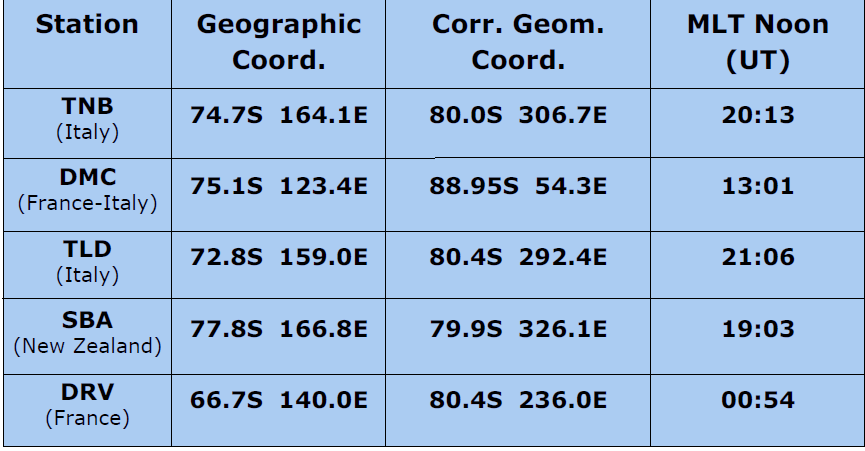 Station Geographic Coord. Corr. Geom. Coord. MLT Noon (UT)
TNB (Italy) 74.7S 164.1E 80.0S 306.7E 20:13
DMC (France-Italy) 75.1S 123.4E 88.95S 54.3E 13:01
TLD (Italy) 72.8S 159.0E 80.4S 292.4E 21:06
SBA (New Zealand) 77.8S 166.8E 79.9S 326.1E 19:03
DRV (France) 66.7S 140.0E 80.4S 236.0E 00:54